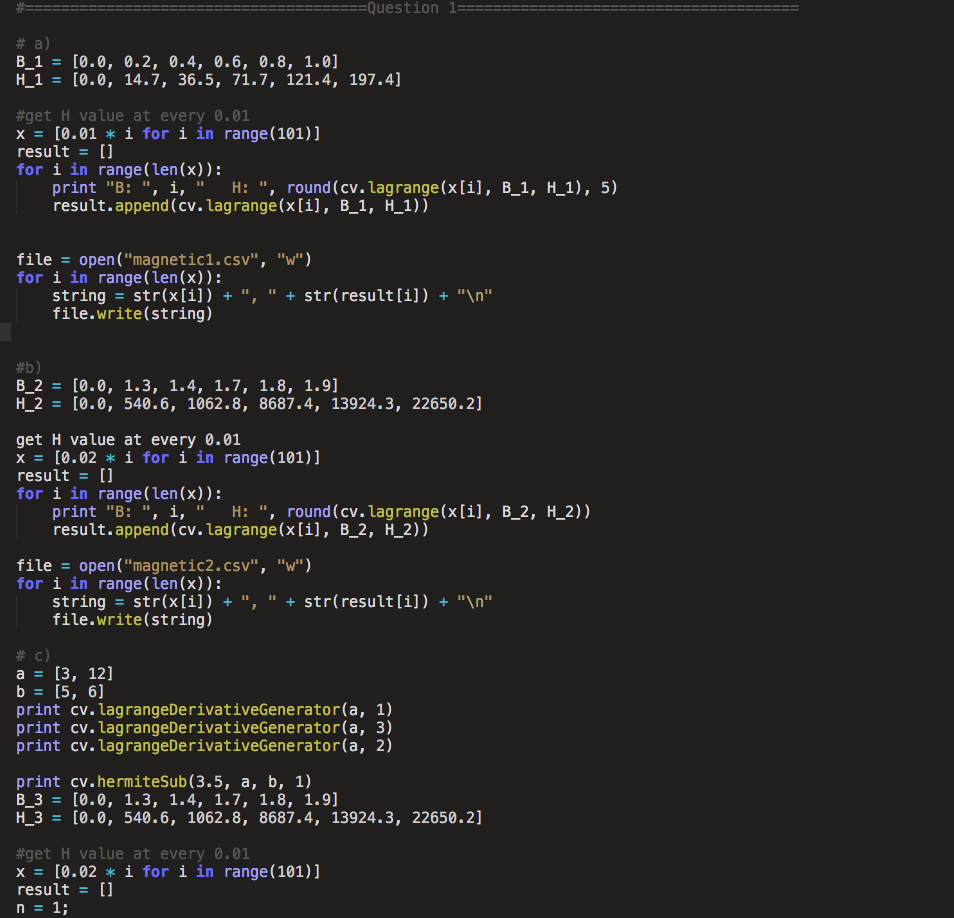 #======================================Question 1======================================
# a)
B_1 = [0.0, 0.2, 0.4, 0.6, 0.8, 1.0]
H_1 = [0.0, 14.7, 36.5, 71.7, 121.4, 197.4]
#get H value at every 0.01
x = [0.01 * i for i in range(101)]
result = []
for i in range(len(x)):
    print "B: ", i, "   H: ", round(cv.lagrange(x[i], B_1, H_1), 5)
    result.append(cv.lagrange(x[i], B_1, H_1))
file = open("magnetic1.csv", "w")
for i in range(len(x)):
    string = str(x[i]) + ", " + str(result[i]) + "\n"
    file.write(string)
#b)
B_2 = [0.0, 1.3, 1.4, 1.7, 1.8, 1.9]
H_2 = [0.0, 540.6, 1062.8, 8687.4, 13924.3, 22650.2]
get H value at every 0.01
x = [0.02 * i for i in range(101)]
result = []
for i in range(len(x)):
    print "B: ", i, "   H: ", round(cv.lagrange(x[i], B_2, H_2))
    result.append(cv.lagrange(x[i], B_2, H_2))
file = open("magnetic2.csv", "w")
for i in range(len(x)):
    string = str(x[i]) + ", " + str(result[i]) + "\n"
    file.write(string)
# c)
a = [3, 12]
b = [5, 6]
print cv.lagrangeDerivativeGenerator(a, 1)
print cv.lagrangeDerivativeGenerator(a, 3)
print cv.lagrangeDerivativeGenerator(a, 2)
print cv.hermiteSub(3.5, a, b, 1)
B_3 = [0.0, 1.3, 1.4, 1.7, 1.8, 1.9]
H_3 = [0.0, 540.6, 1062.8, 8687.4, 13924.3, 22650.2]
#get H value at every 0.01
x = [0.02 * i for i in range(101)]
result = []
n = 1;